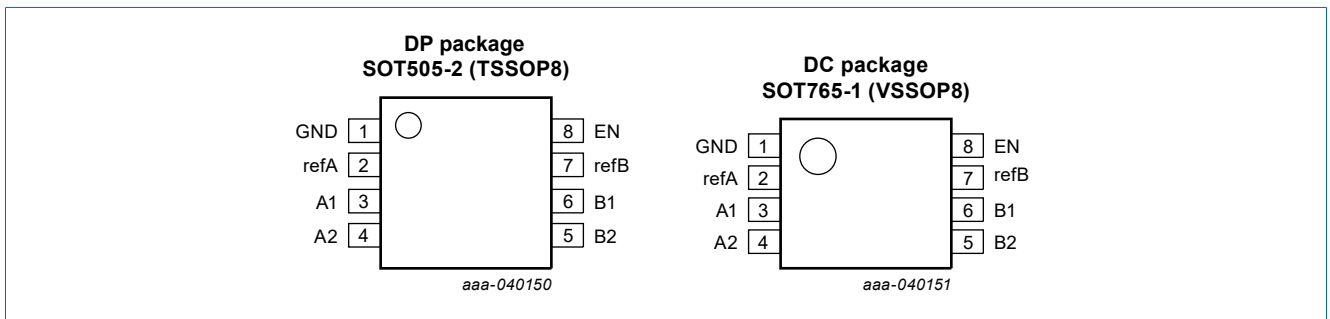 DP package
SOT505-2 (TSSOP8)
GND 1 8 EN
refA 2 7 refB
A1 3 6 B1
A2 4 5 B2
aaa-040150
DC package
SOT765-1 (VSSOP8)
GND 1 8 EN
refA 2 7 refB
A1 3 6 B1
A2 4 5 B2
aaa-040151